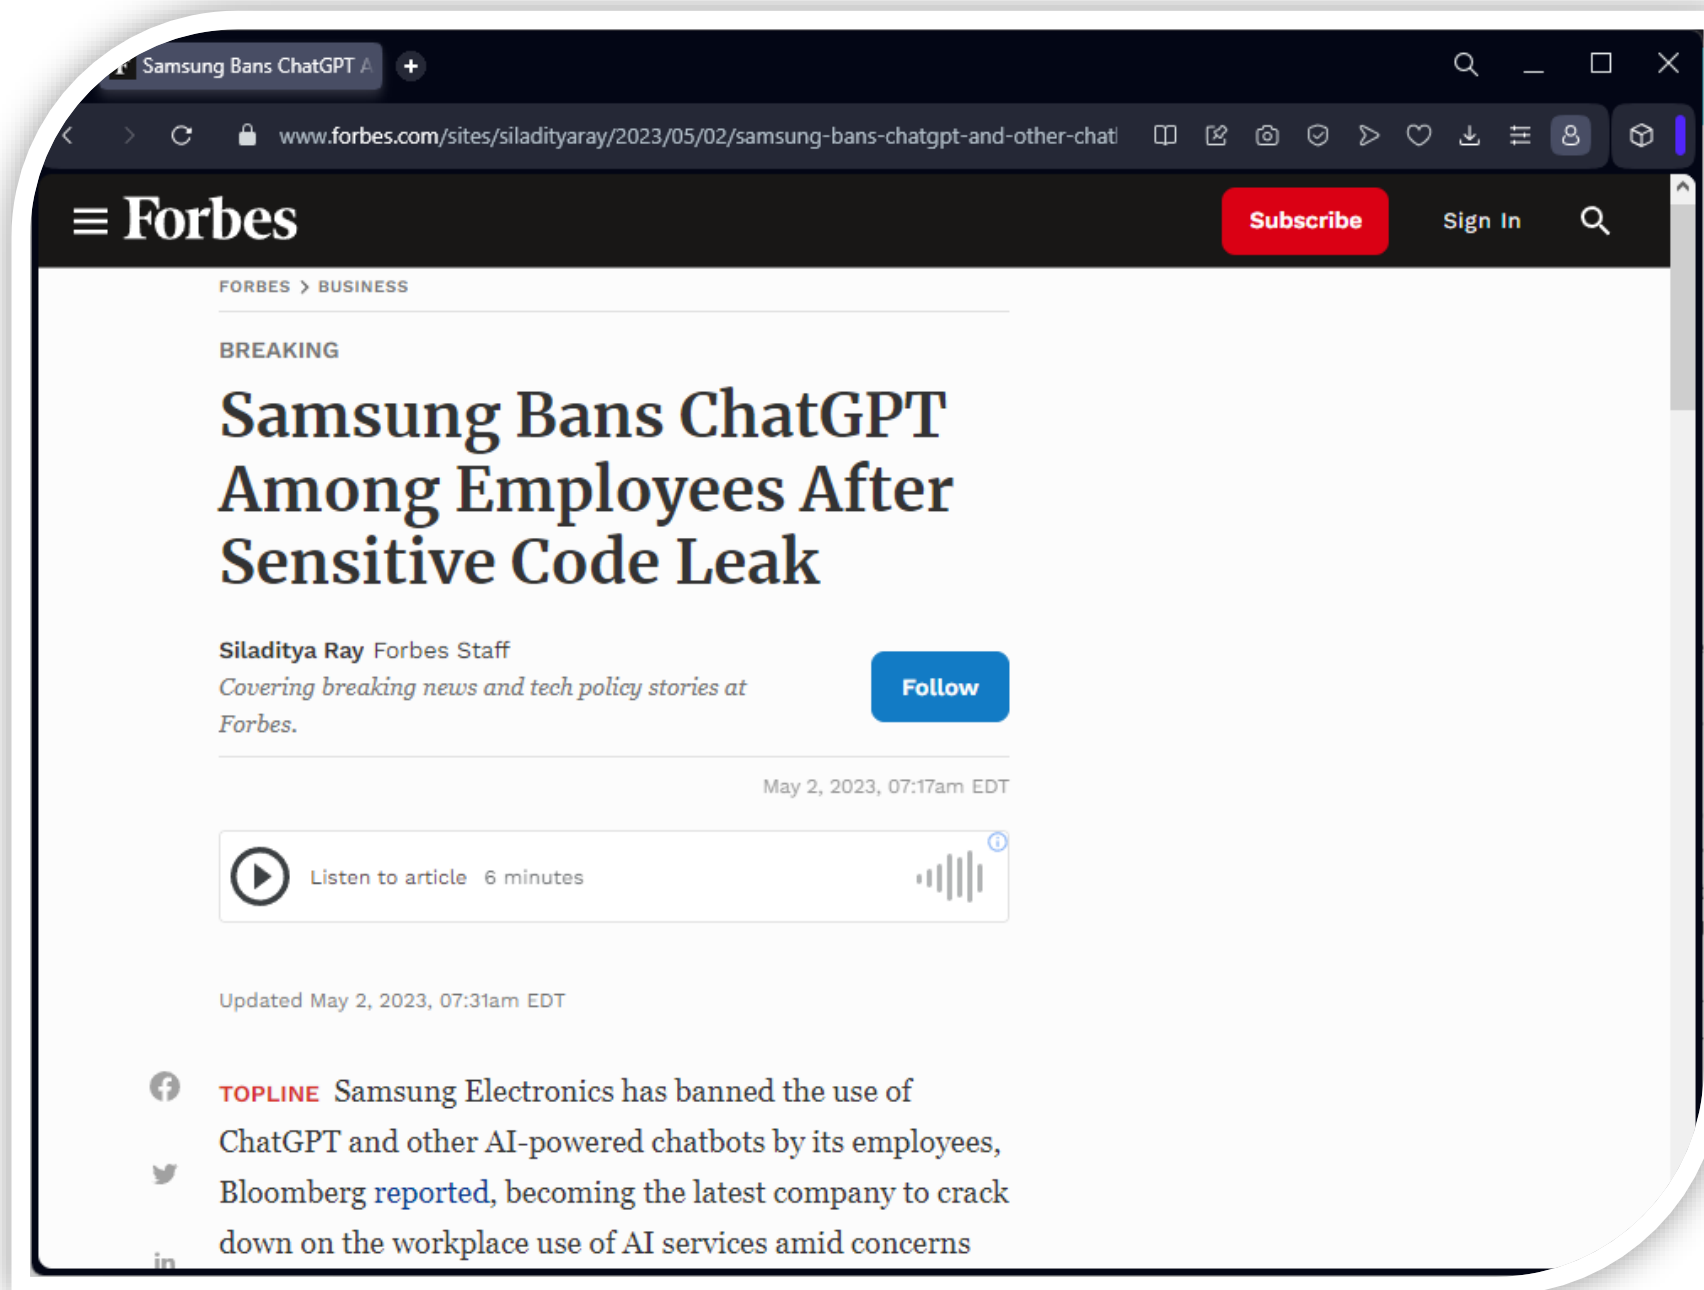 Samsung Bans ChatGPT A
www.forbes.com/sites/siladityaray/2023/05/02/samsung-bans-chatgpt-and-other-chatl
Forbes
Subscribe
Sign In
FORBES > BUSINESS
BREAKING
Samsung Bans ChatGPT
Among Employees After
Sensitive Code Leak
Siladitya Ray Forbes Staff
Covering breaking news and tech policy stories at
Forbes.
Follow
May 2, 2023, 07:17am EDT
Listen to article 6 minutes
Updated May 2, 2023, 07:31am EDT
TOPLINE Samsung Electronics has banned the use of
ChatGPT and other AI-powered chatbots by its employees,
Bloomberg reported, becoming the latest company to crack
down on the workplace use of AI services amid concerns